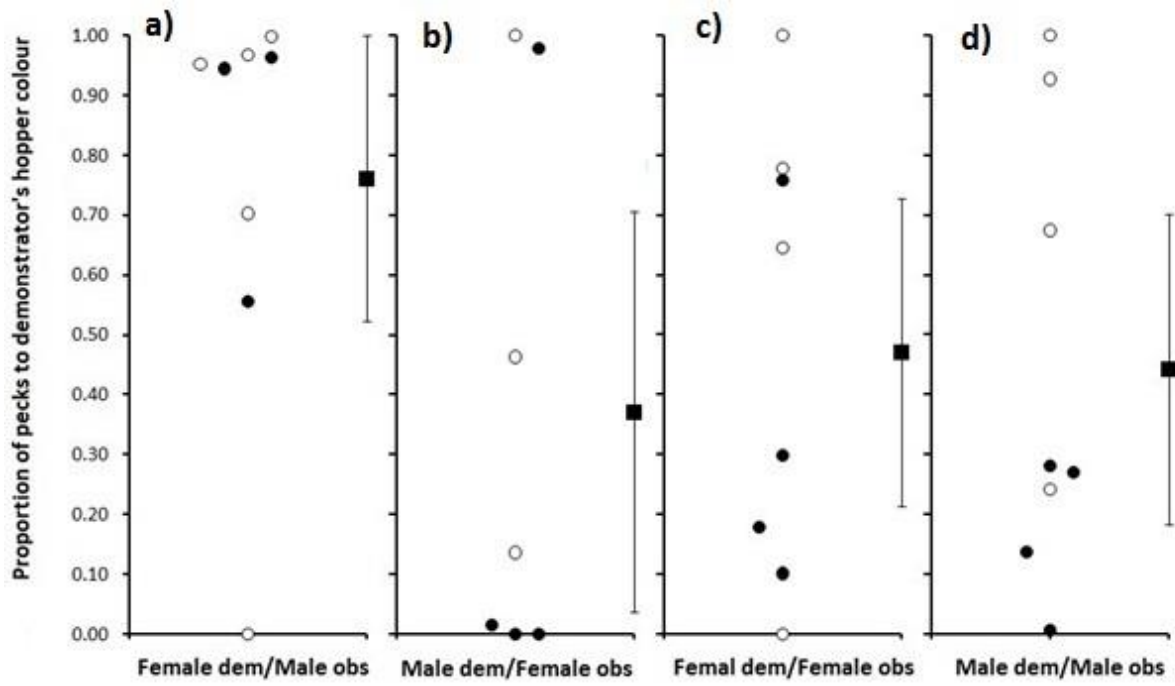 a)
b)
c)
d)
Proportion of pecks to demonstrator's hopper colour
1.00
0.90
0.80
0.70
0.60
0.50
0.40
0.30
0.20
0.10
0.00
Female dem/Male obs
Male dem/Female obs
Femal dem/Female obs
Male dem/Male obs